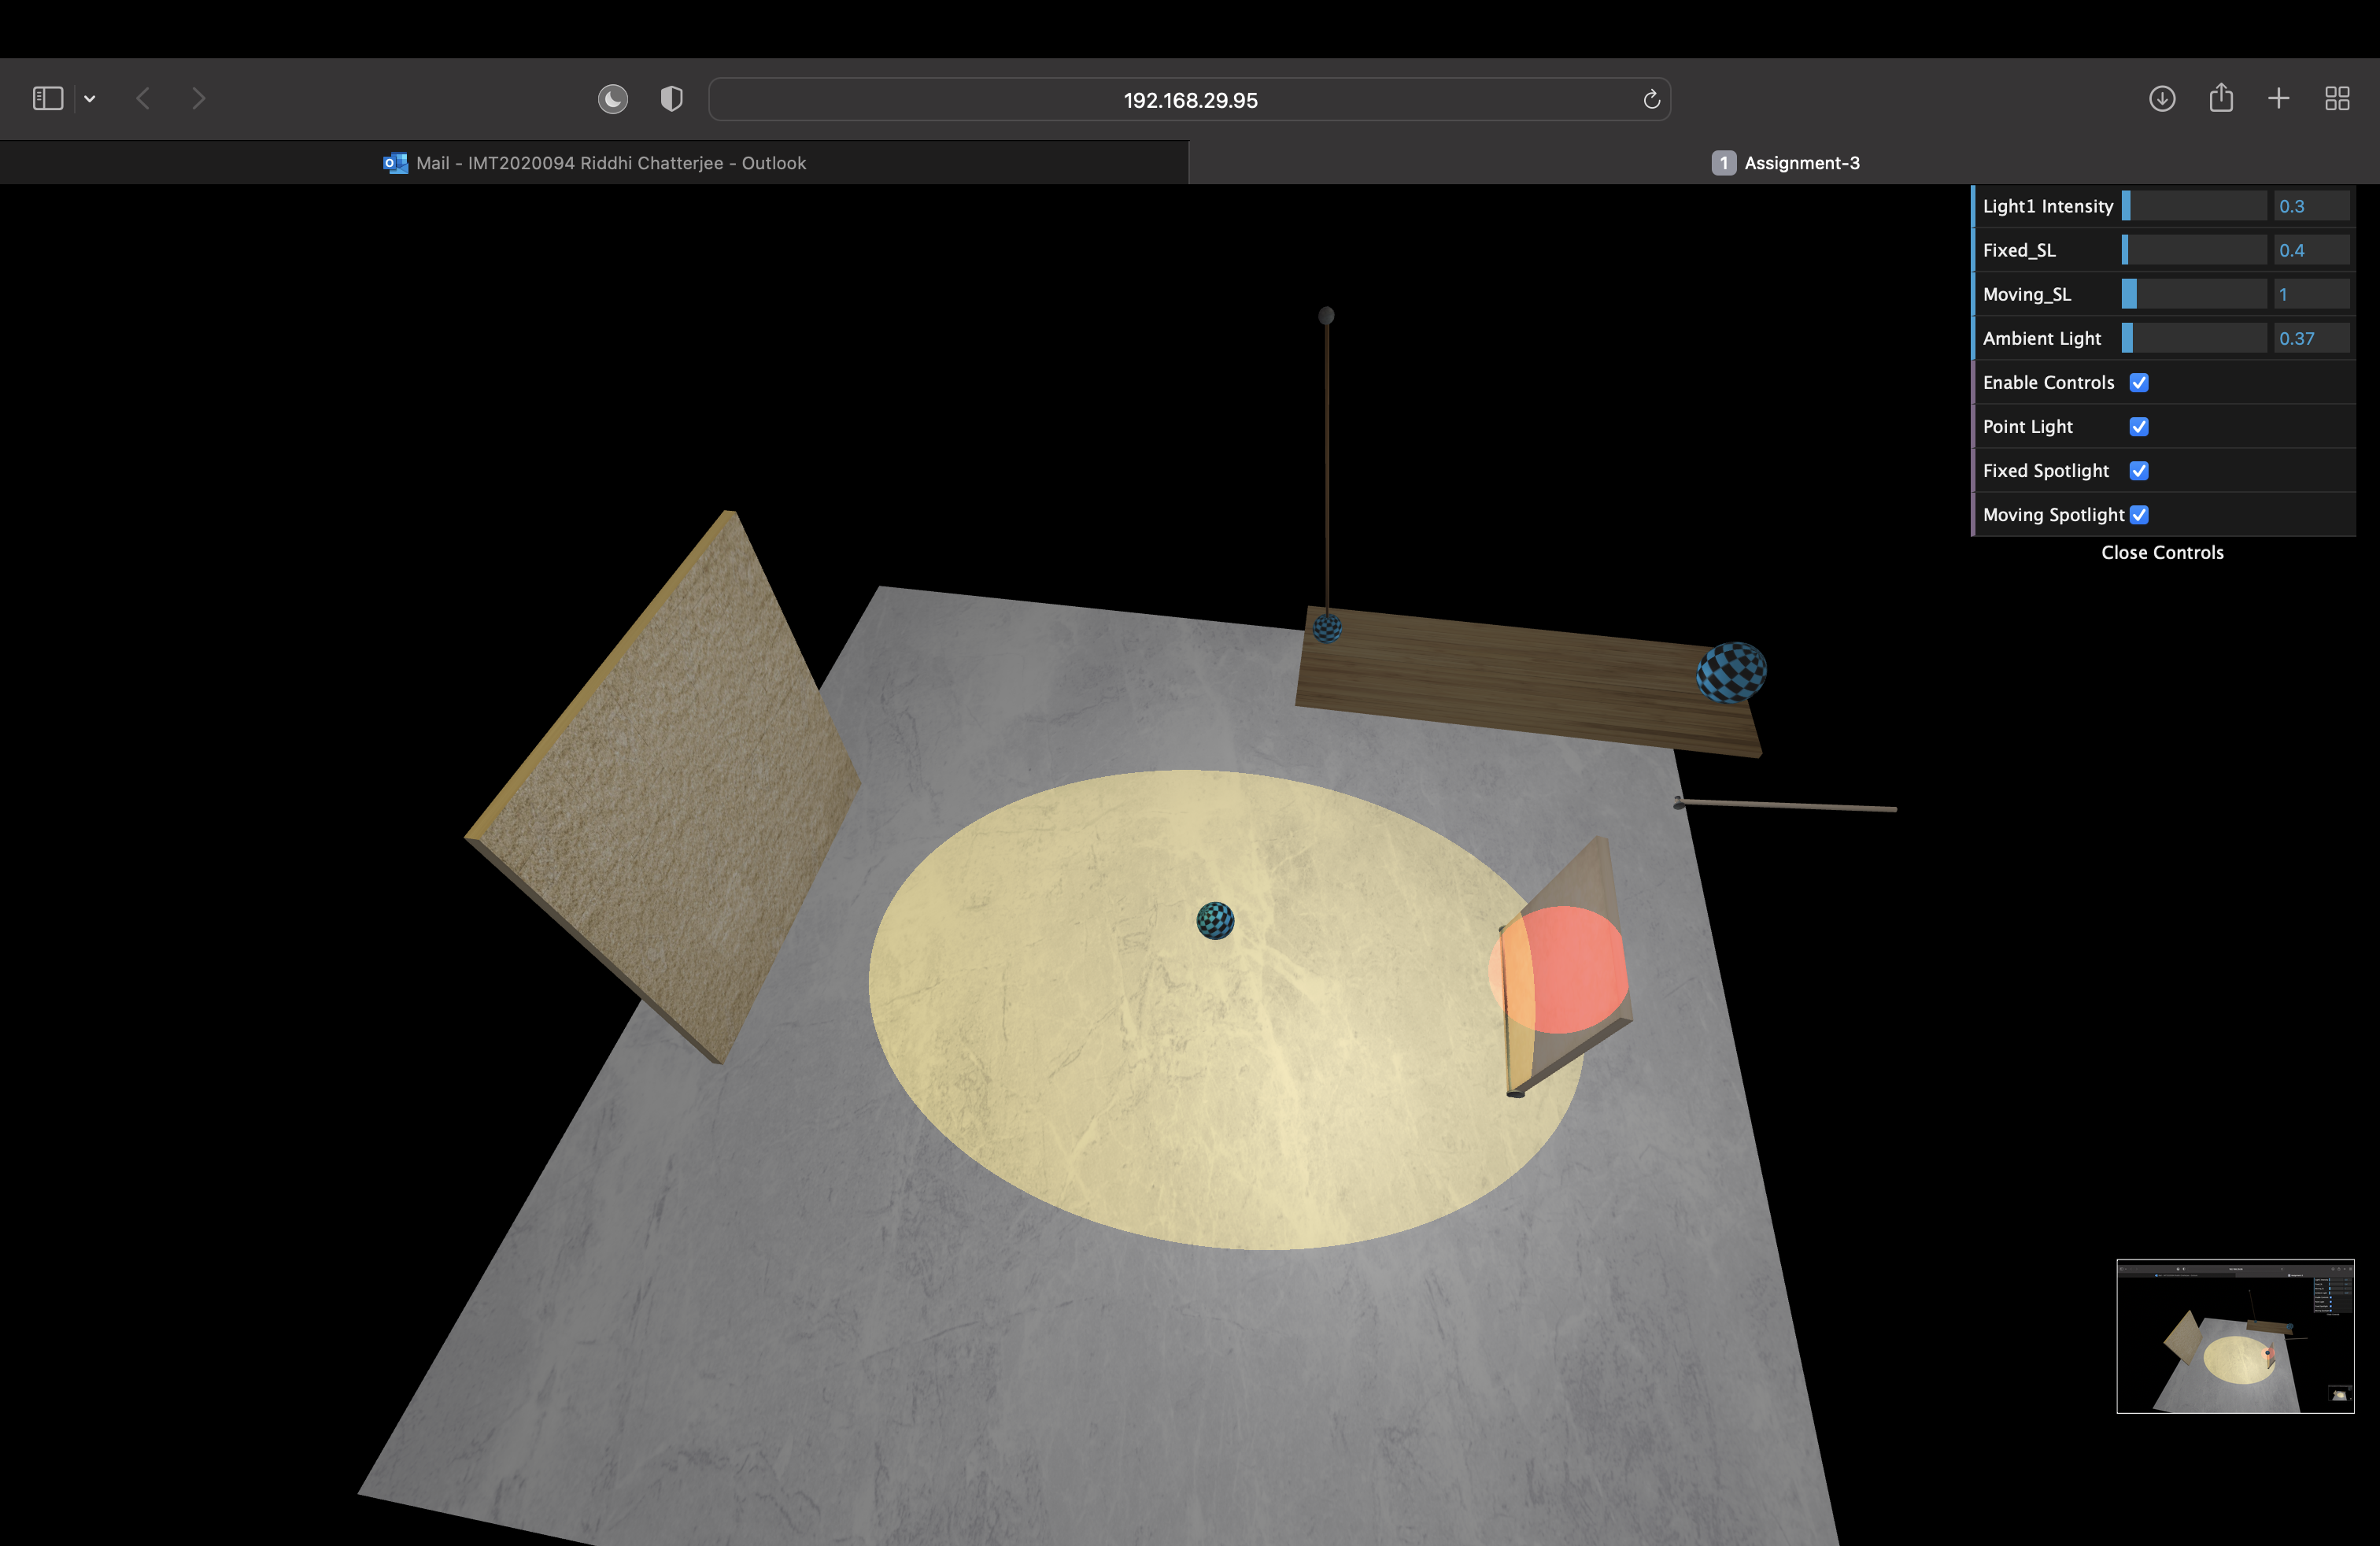 192.168.29.95
Mail - IMT2020094 Riddhi Chatterjee - Outlook
1 Assignment-3
Light1 Intensity 0.3
Fixed_SL 0.4
Moving_SL 1
Ambient Light 0.37
Enable Controls
Point Light
Fixed Spotlight
Moving Spotlight
Close Controls